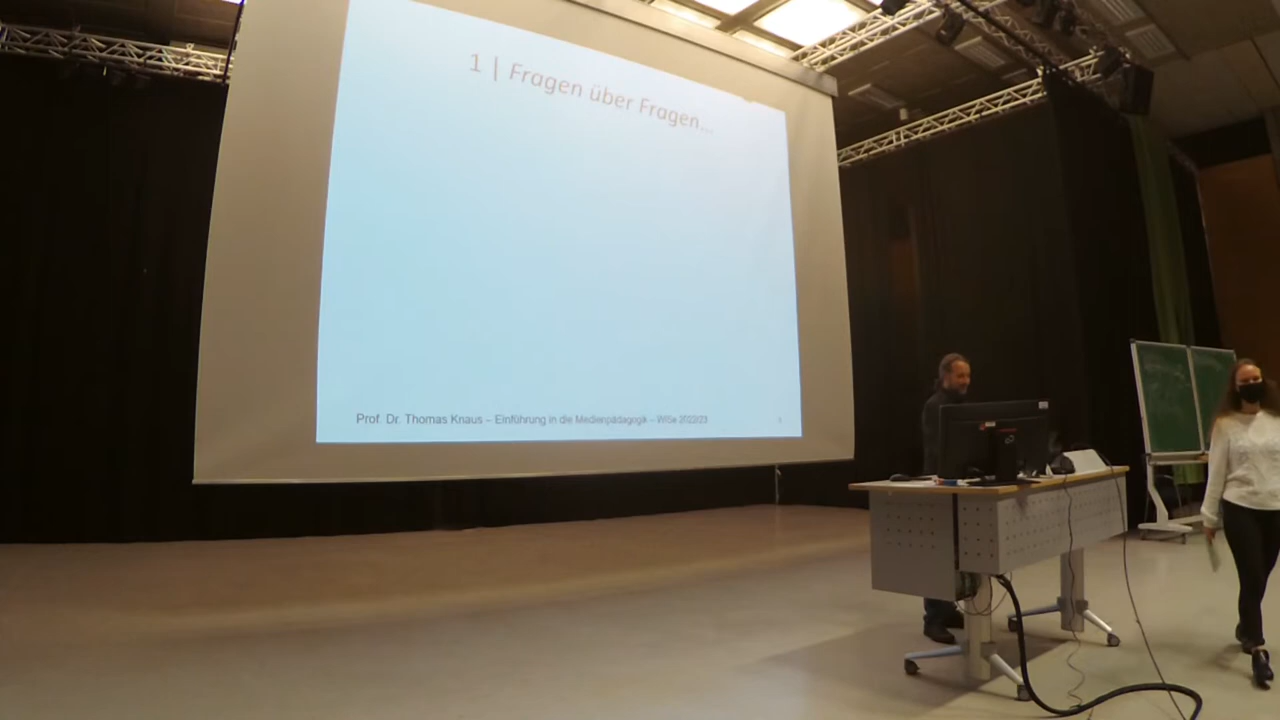 1 | Fragen über Fragen...
Prof. Dr. Thomas Knaus – Einführung in die Medienpädagogik – WiSe 2022/23